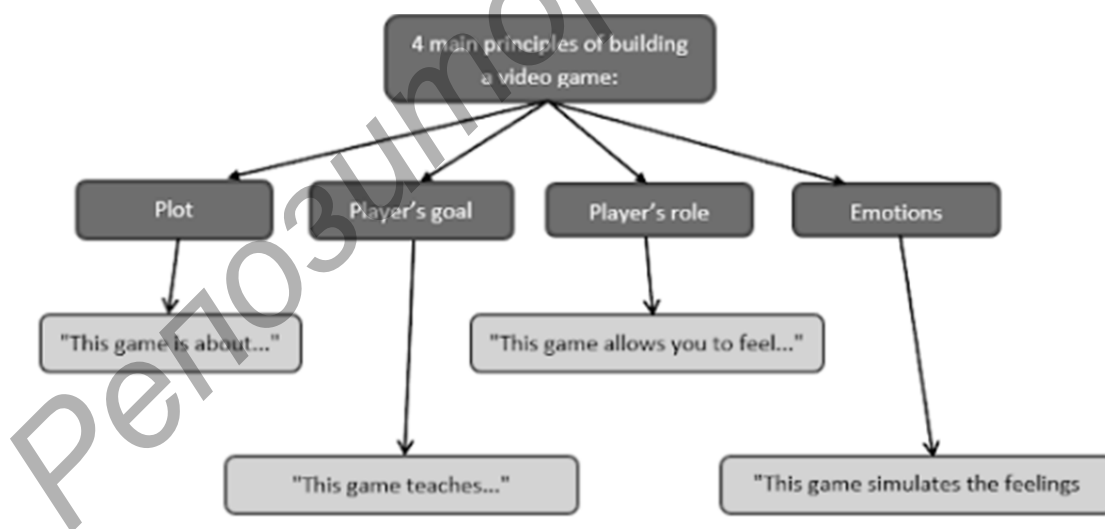 4 main principles of building
a video game:
Plot
Player's goal
Player's role
Emotions
"This game is about..."
"This game allows you to feel..."
"This game teaches..."
"This game simulates the feelings